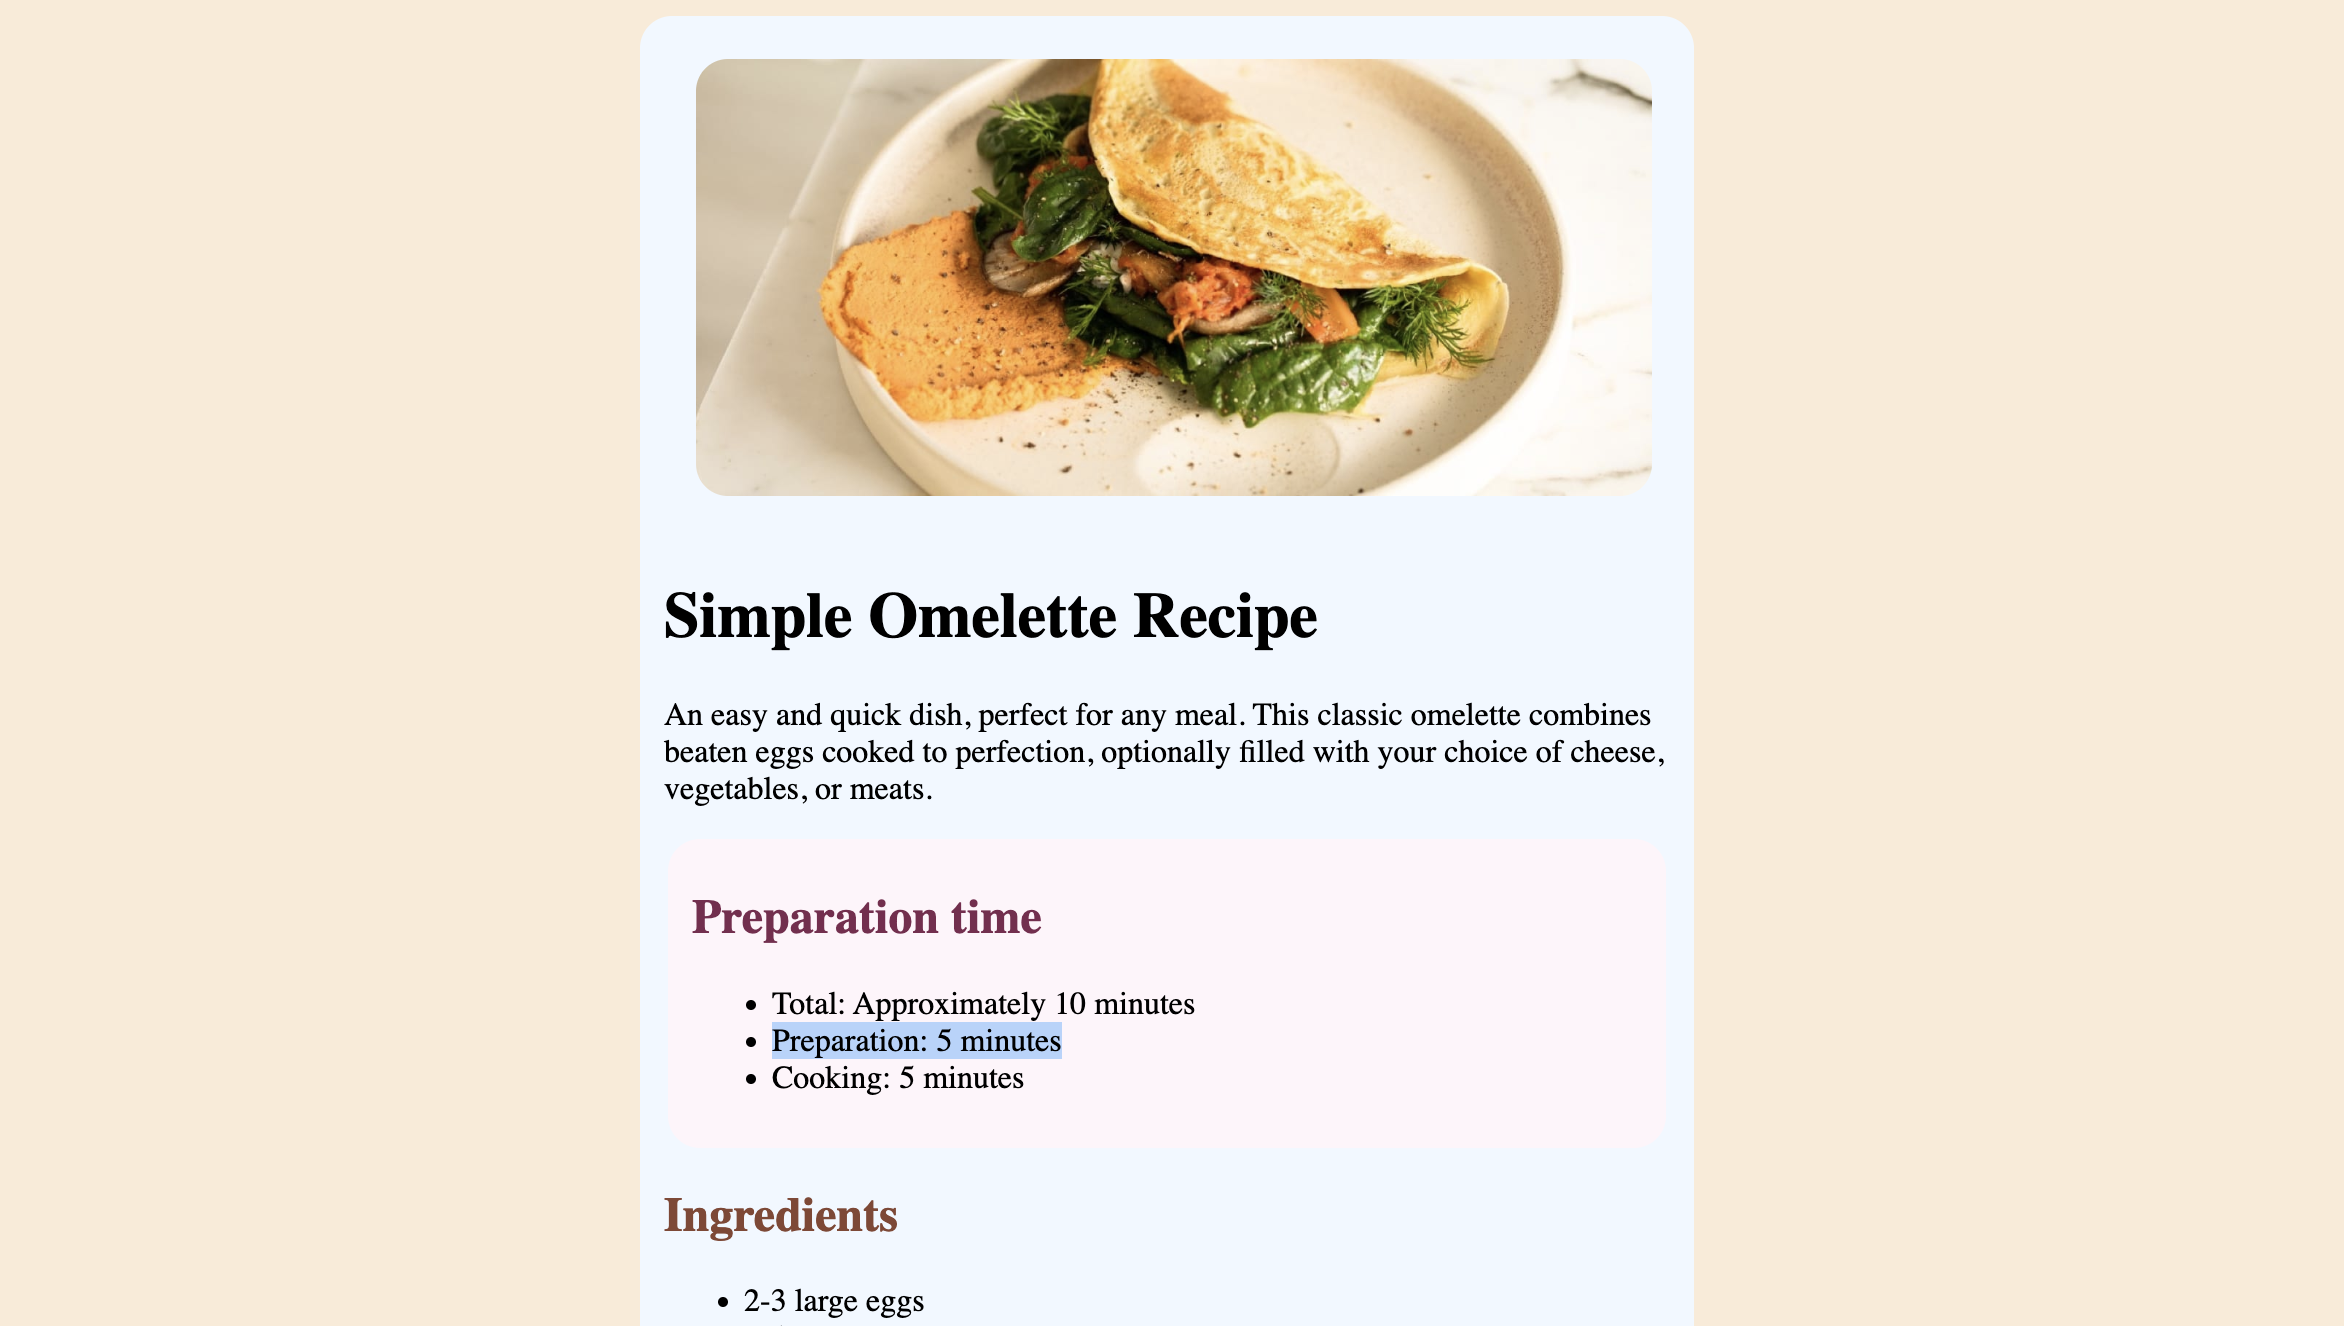 Simple Omelette Recipe
An easy and quick dish, perfect for any meal. This classic omelette combines
beaten eggs cooked to perfection, optionally filled with your choice of cheese,
vegetables, or meats.
Preparation time
Total: Approximately 10 minutes
Preparation: 5 minutes
Cooking: 5 minutes
Ingredients
2-3 large eggs